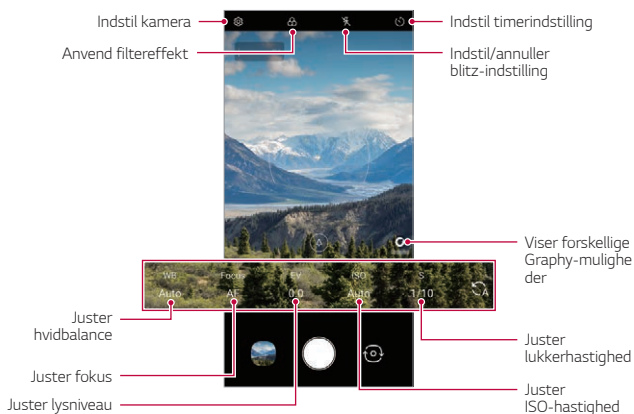 Indstil kamera
Indstil timerindstilling
Anvend filtereffekt
Indstil/annuller
blitz-indstilling
Viser forskellige
Graphy-mulighe
der
WB Focus EV ISO S
Auto AF 0.0 Auto 1/10 A
Juster
hvidbalance
Juster
lukkerhastighed
Juster fokus
Juster
ISO-hastighed
Juster lysniveau